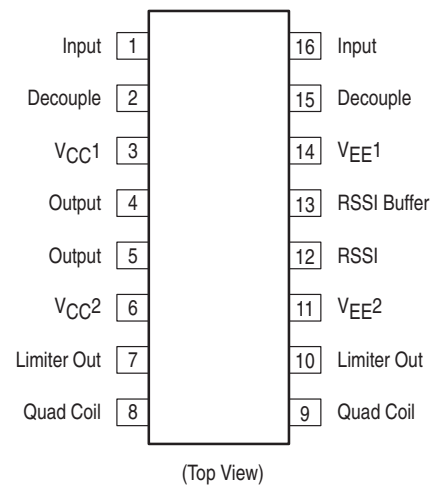 Input 1 16 Input
Decouple 2 15 Decouple
VCC1 3 14 VEE1
Output 4 13 RSSI Buffer
Output 5 12 RSSI
VCC2 6 11 VEE2
Limiter Out 7 10 Limiter Out
Quad Coil 8 9 Quad Coil
(Top View)